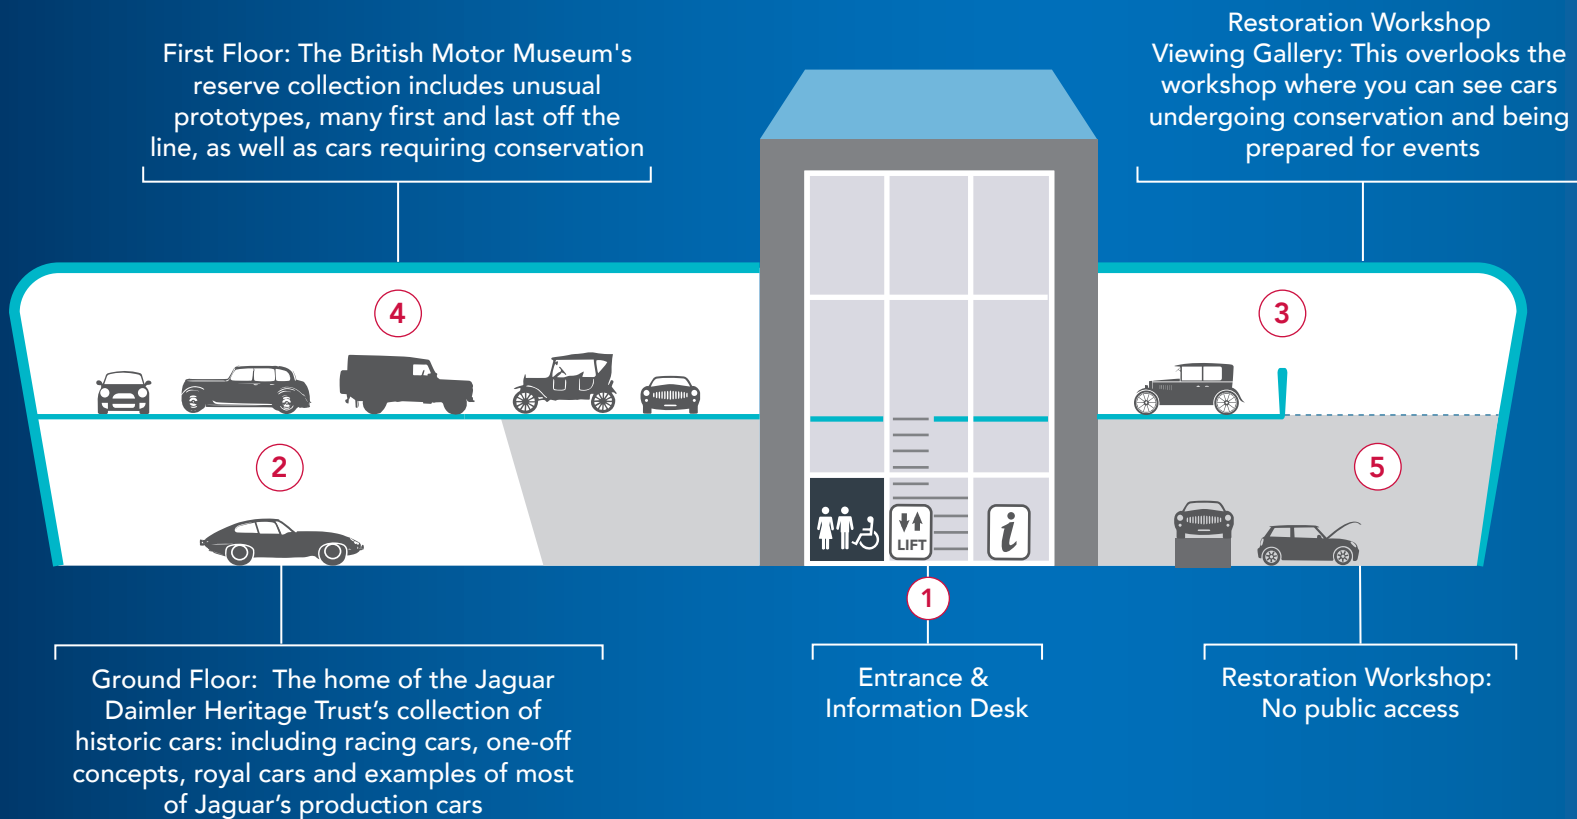 First Floor: The British Motor Museum's
reserve collection includes unusual
prototypes, many first and last off the
line, as well as cars requiring conservation
Restoration Workshop
Viewing Gallery: This overlooks the
workshop where you can see cars
undergoing conservation and being
prepared for events
4
3
2
5
LIFT
i
1
Ground Floor: The home of the Jaguar
Daimler Heritage Trust’s collection of
historic cars: including racing cars, one-off
concepts, royal cars and examples of most
of Jaguar’s production cars
Entrance &
Information Desk
Restoration Workshop:
No public access